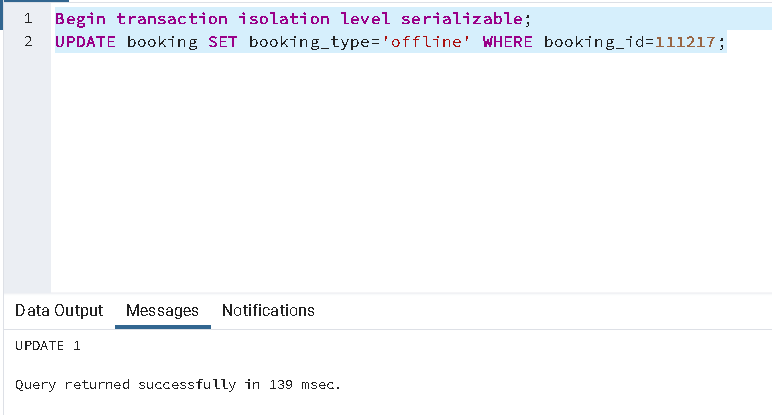 1 Begin transaction isolation level serializable;
2 UPDATE booking SET booking_type='offline' WHERE booking_id=111217;
Data Output Messages Notifications
UPDATE 1
Query returned successfully in 139 msec.